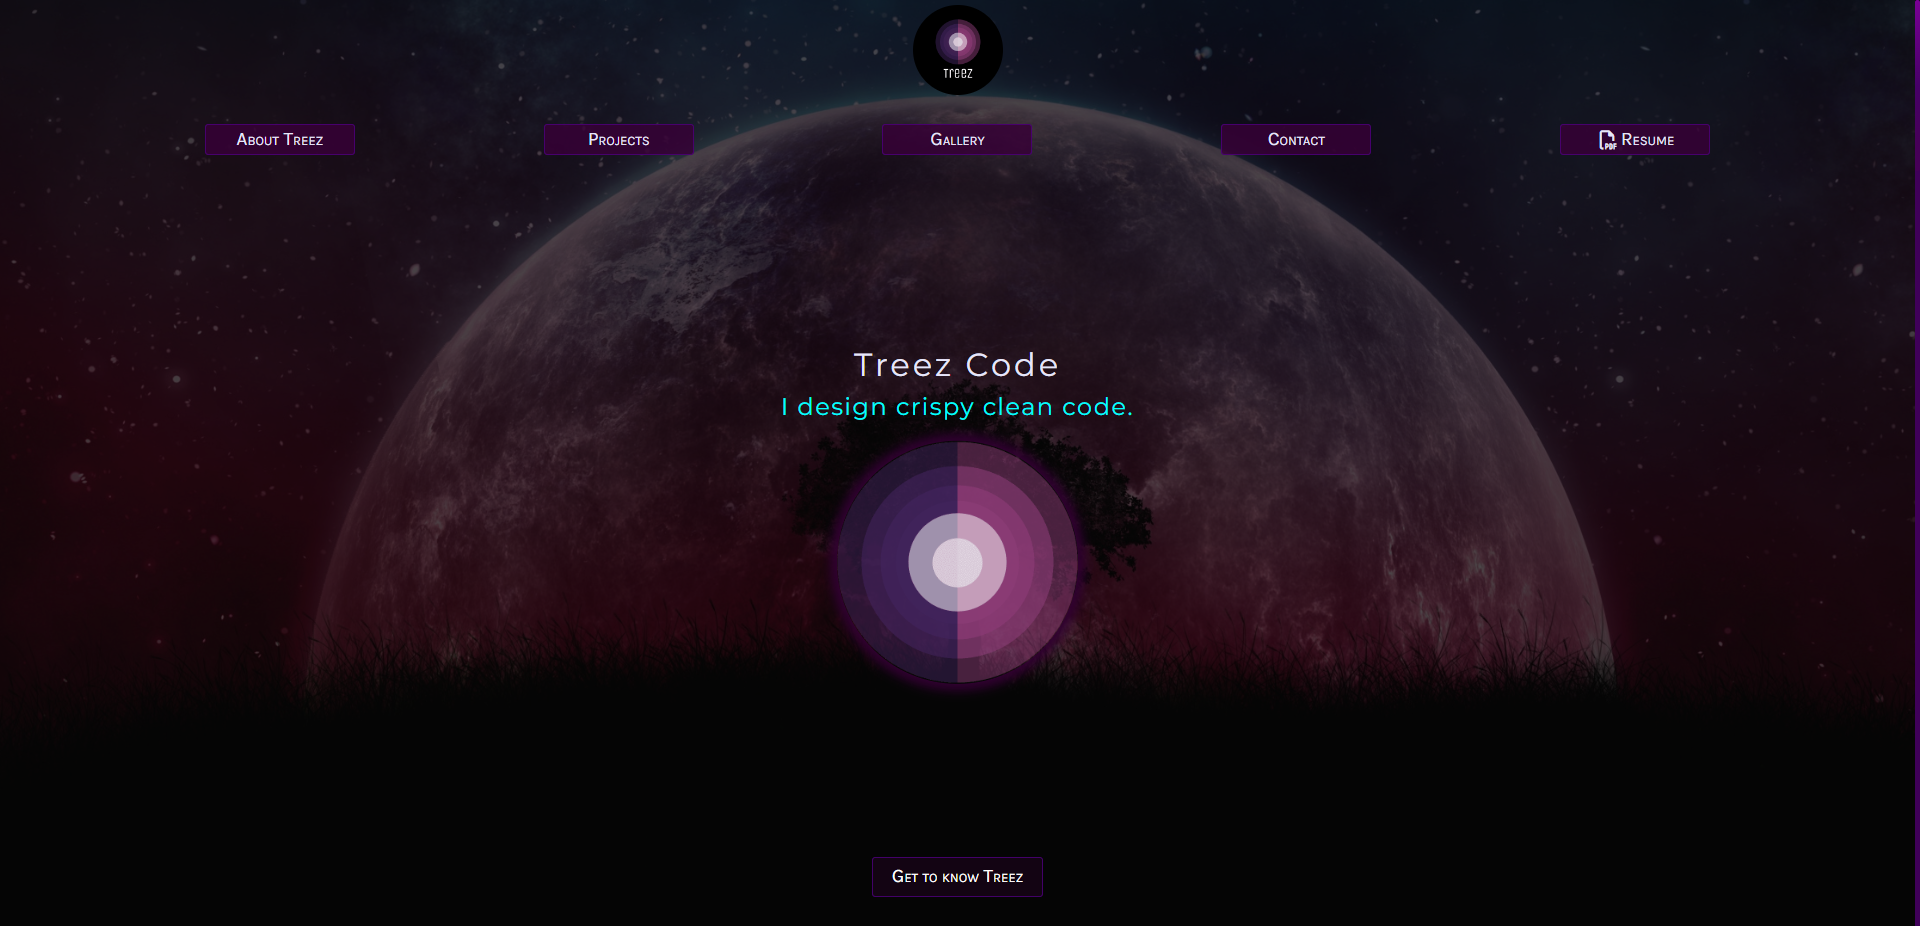 Treez
About Treez
Projects
Gallery
Contact
PDF Resume
Treez Code
I design crispy clean code.
Get to know Treez